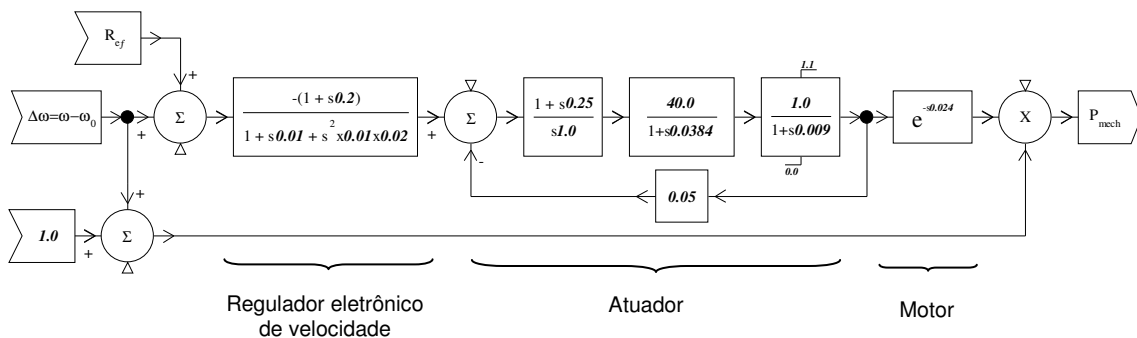 R_ef
+
1.1
Δω=ω−ω₀
+
Σ
-(1 + s0.2)
1 + s0.01 + s²x0.01x0.02
+
Σ
-
1 + s0.25
s1.0
40.0
1+s0.0384
1.0
1+s0.009
0.0
e^-s0.024
X
P_mech
0.05
+
1.0
+
Σ
Regulador eletrônico
de velocidade
Atuador
Motor